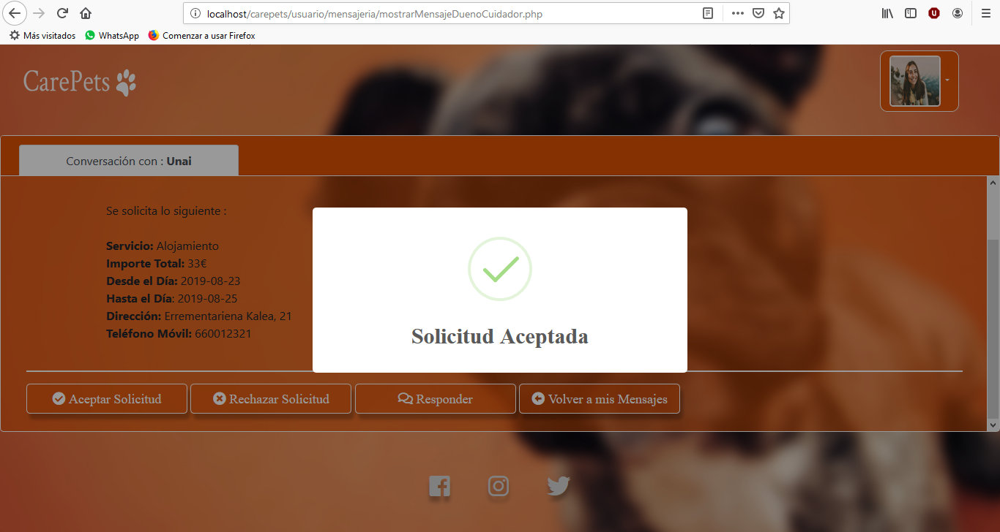 localhost/carepets/usuario/mensajeria/mostrarMensajeDuenoCuidador.php
Más visitados WhatsApp Comenzar a usar Firefox
CarePets
Conversación con : Unai
Se solicita lo siguiente :
Servicio: Alojamiento
Importe Total: 33€
Desde el Día: 2019-08-23
Hasta el Día: 2019-08-25
Dirección: Errementariena Kalea, 21
Teléfono Móvil: 660012321
Solicitud Aceptada
Aceptar Solicitud Rechazar Solicitud Responder Volver a mis Mensajes